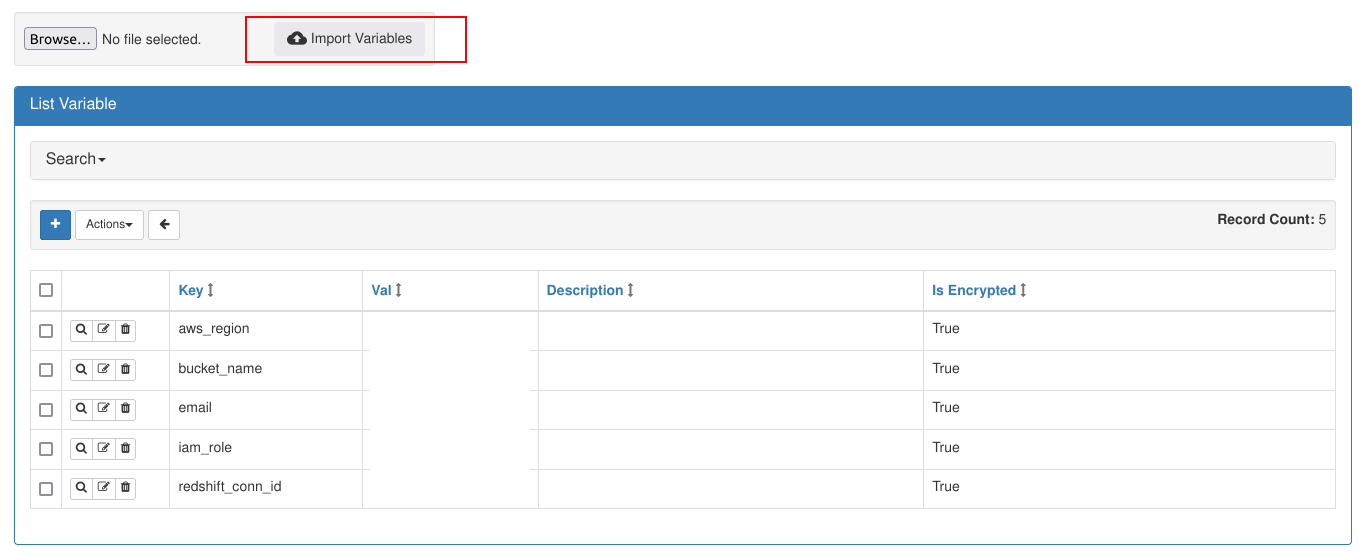 Browse... No file selected. Import Variables
List Variable
Search
Actions Record Count: 5
Key Val Description Is Encrypted
aws_region True
bucket_name True
email True
iam_role True
redshift_conn_id True